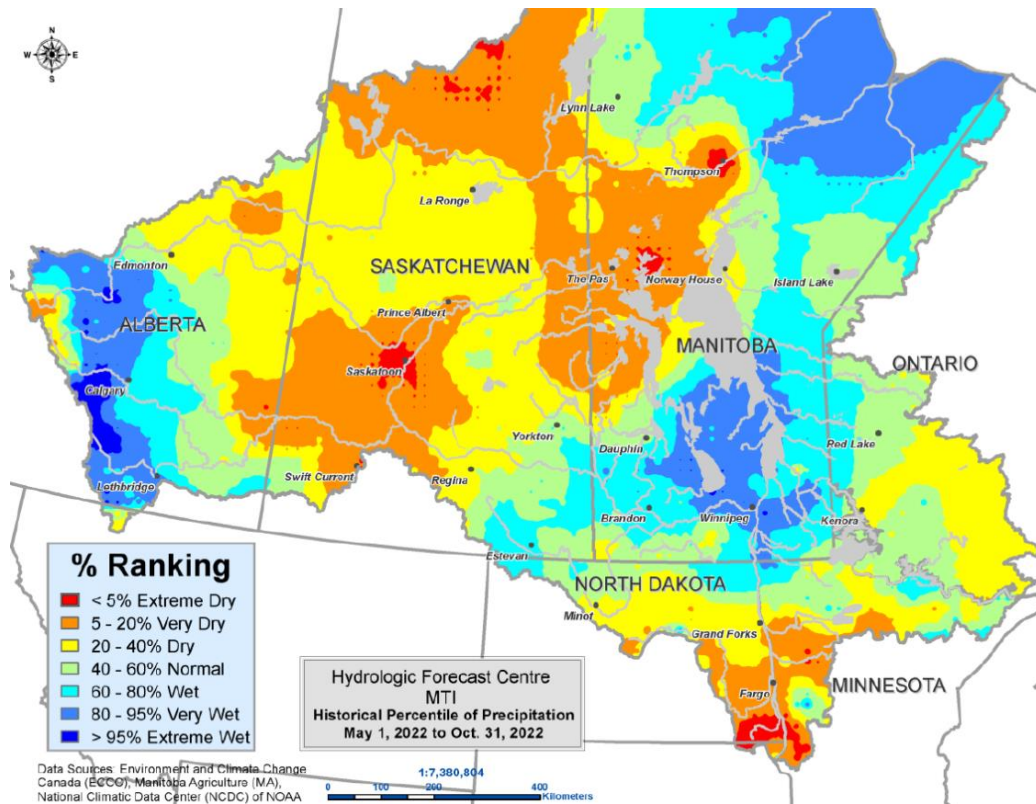 N
W E
S
Lynn Lake
Thompson
La Ronge
Edmonton
SASKATCHEWAN
The Pas
Norway House
Island Lake
ALBERTA
Prince Albert
MANITOBA
ONTARIO
Saskatoon
Calgary
Yorkton
Dauphin
Red Lake
Lethbridge
Swift Current
Regina
Brandon
Winnipeg
Kenora
Estevan
NORTH DAKOTA
Minot
Grand Forks
Fargo
MINNESOTA
% Ranking
< 5% Extreme Dry
5 - 20% Very Dry
20 - 40% Dry
40 - 60% Normal
60 - 80% Wet
80 - 95% Very Wet
> 95% Extreme Wet
Hydrologic Forecast Centre
MTI
Historical Percentile of Precipitation
May 1, 2022 to Oct. 31, 2022
Data Sources: Environment and Climate Change
Canada (ECCC), Manitoba Agriculture (MA),
National Climatic Data Center (NCDC) of NOAA
1:7,380,804
0 100 200 400
Kilometers